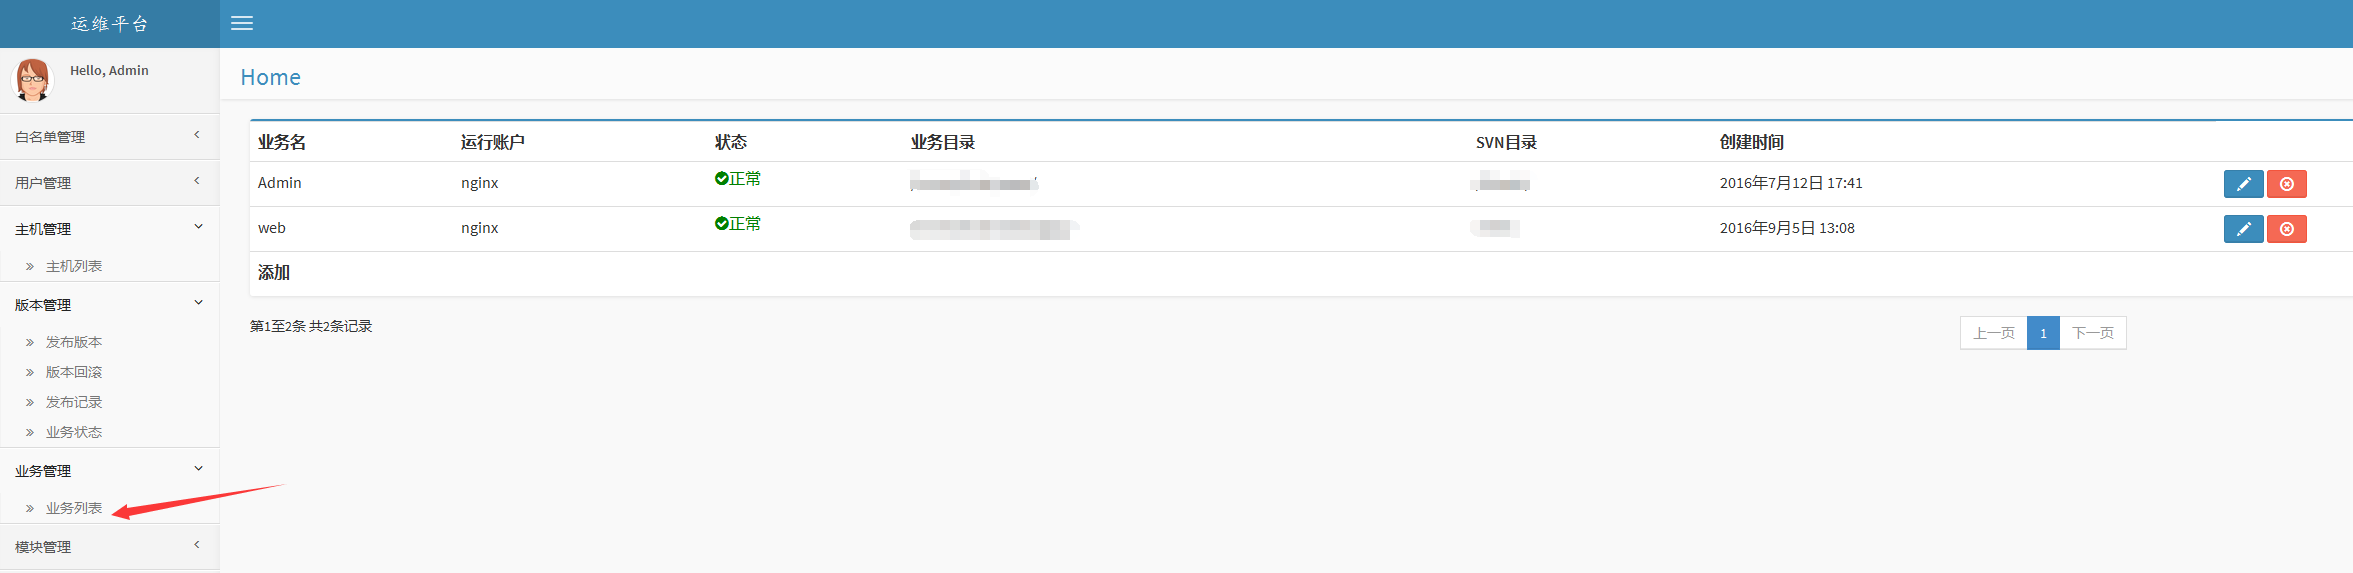 运维平台
Hello, Admin
白名单管理
用户管理
主机管理
主机列表
版本管理
发布版本
版本回滚
发布记录
业务状态
业务管理
业务列表
模块管理
Home
业务名 运行账户 状态 业务目录 SVN目录 创建时间
Admin nginx 正常 2016年7月12日 17:41
web nginx 正常 2016年9月5日 13:08
添加
第1至2条 共2条记录
上一页 1 下一页